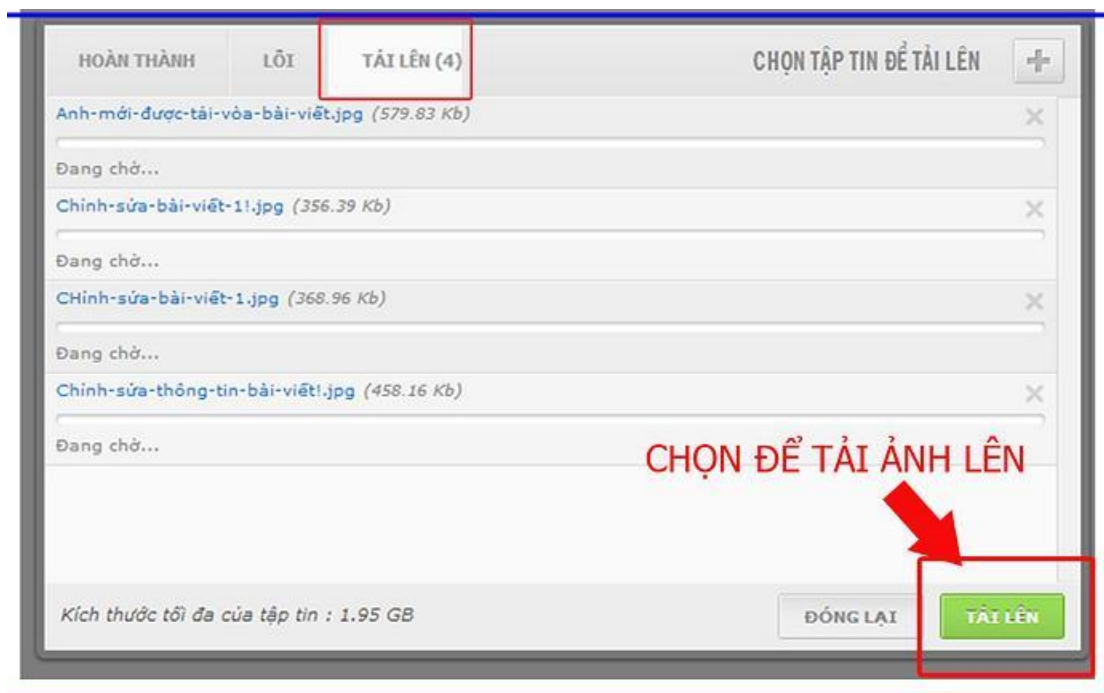 HOÀN THÀNH LỖI TẢI LÊN (4) CHỌN TẬP TIN ĐỂ TẢI LÊN
Anh-mới-được-tải-vòa-bài-viết.jpg (579.83 Kb)
Đang chờ...
Chỉnh-sửa-bài-viết-1!.jpg (356.39 Kb)
Đang chờ...
CHỉnh-sửa-bài-viết-1.jpg (368.96 Kb)
Đang chờ...
Chỉnh-sửa-thông-tin-bài-viết!.jpg (458.16 Kb)
Đang chờ...
CHỌN ĐỂ TẢI ẢNH LÊN
Kích thước tối đa của tập tin : 1.95 GB ĐÓNG LẠI TẢI LÊN